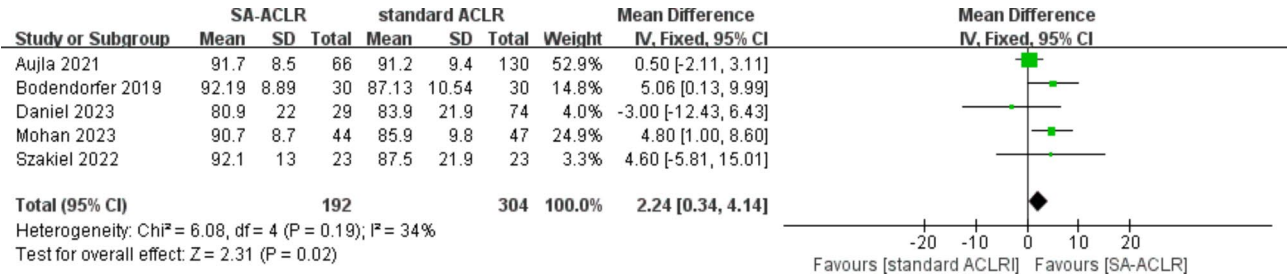 SA-ACLR standard ACLR Mean Difference Mean Difference
Study or Subgroup Mean SD Total Mean SD Total Weight IV, Fixed, 95% CI IV, Fixed, 95% CI
Aujla 2021 91.7 8.5 66 91.2 9.4 130 52.9% 0.50 [-2.11, 3.11]
Bodendorfer 2019 92.19 8.89 30 87.13 10.54 30 14.8% 5.06 [0.13, 9.99]
Daniel 2023 80.9 22 29 83.9 21.9 74 4.0% -3.00 [-12.43, 6.43]
Mohan 2023 90.7 8.7 44 85.9 9.8 47 24.9% 4.80 [1.00, 8.60]
Szakiel 2022 92.1 13 23 87.5 21.9 23 3.3% 4.60 [-5.81, 15.01]
Total (95% CI) 192 304 100.0% 2.24 [0.34, 4.14]
Heterogeneity: Chi² = 6.08, df = 4 (P = 0.19); I² = 34%
Test for overall effect: Z = 2.31 (P = 0.02)
-20 -10 0 10 20
Favours [standard ACLRI] Favours [SA-ACLR]